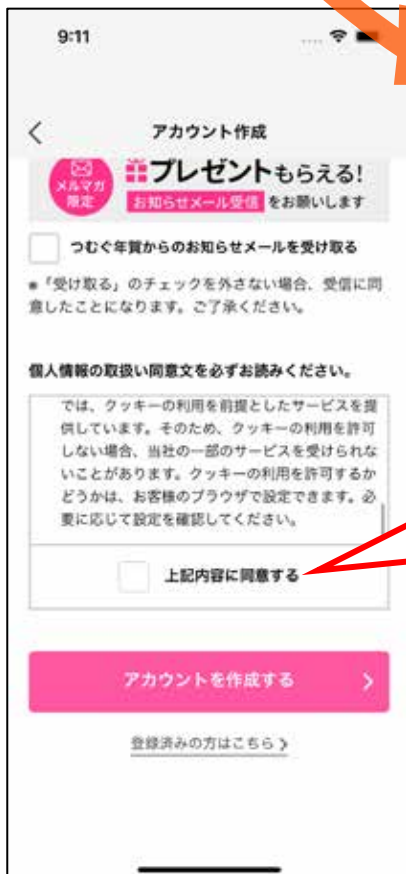 9:11
アカウント作成
メルマガ
限定
プレゼントもらえる!
お知らせメール受信 をお願いします
つむぐ年賀からのお知らせメールを受け取る
※「受け取る」のチェックを外さない場合、受信に同
意したことになります。ご了承ください。
個人情報の取扱い同意文を必ずお読みください。
では、クッキーの利用を前提としたサービスを提
供しています。そのため、クッキーの利用を許可
しない場合、当社の一部のサービスを受けられな
いことがあります。クッキーの利用を許可するか
どうかは、お客様のブラウザで設定できます。必
要に応じて設定を確認してください。
上記内容に同意する
アカウントを作成する
登録済みの方はこちら